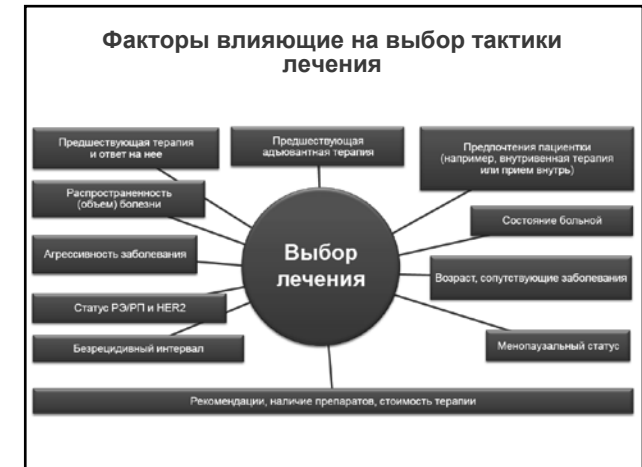 Факторы влияющие на выбор тактики
лечения
Предшествующая терапия
и ответ на нее
Предшествующая
адъювантная терапия
Предпочтения пациентки
(например, внутривенная терапия
или прием внутрь)
Распространенность
(объем) болезни
Состояние больной
Агрессивность заболевания
Выбор
лечения
Возраст, сопутствующие заболевания
Статус РЭ/РП и HER2
Безрецидивный интервал
Менопаузальный статус
Рекомендации, наличие препаратов, стоимость терапии